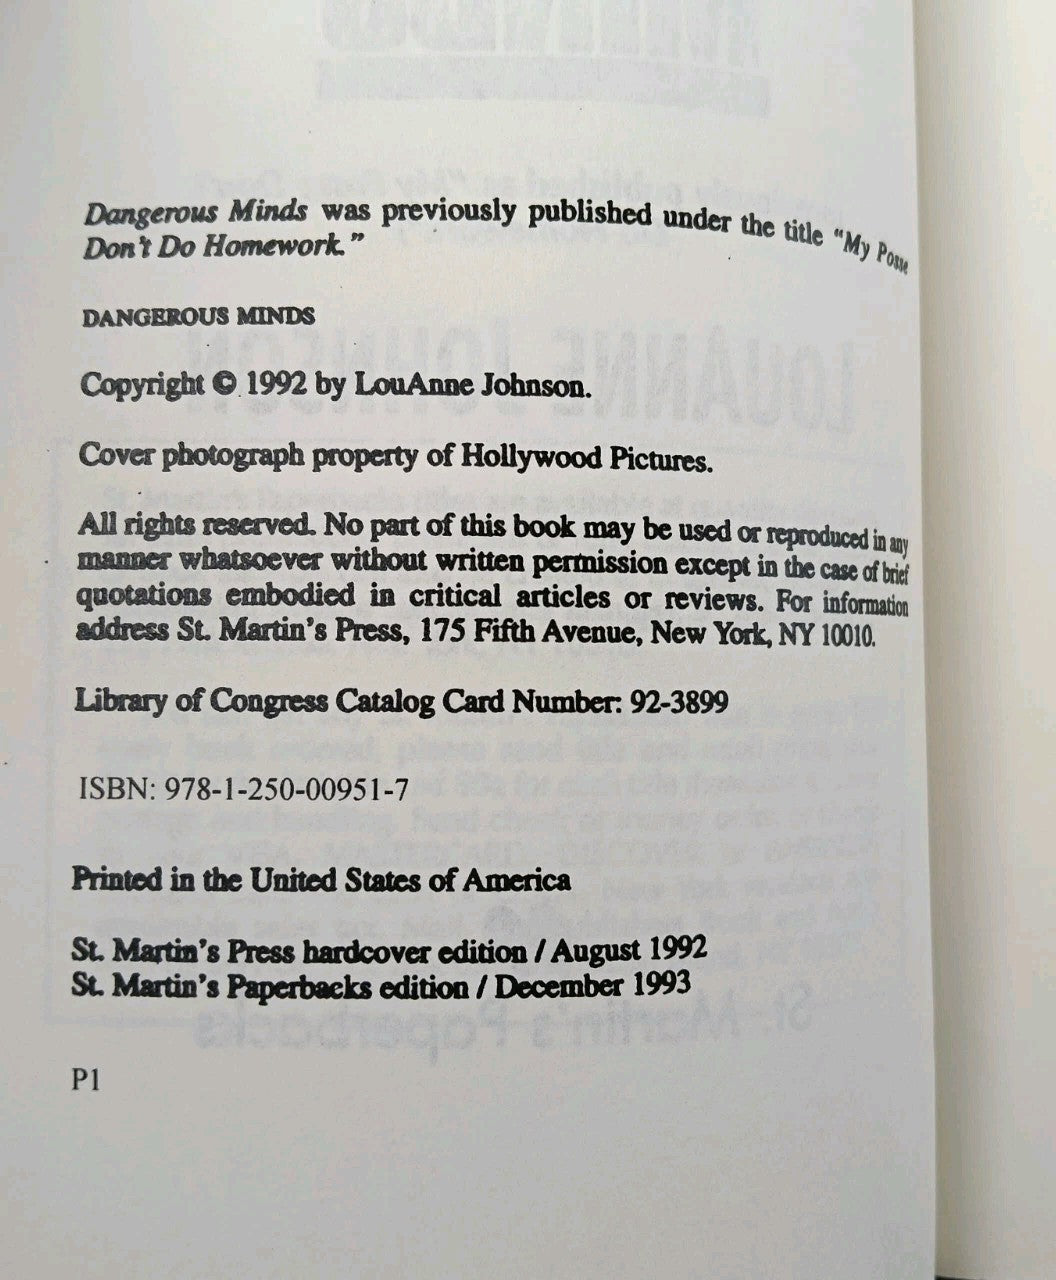 Dangerous Minds was previously published under the title "My Posse
Don't Do Homework."
DANGEROUS MINDS
Copyright © 1992 by LouAnne Johnson.
Cover photograph property of Hollywood Pictures.
All rights reserved. No part of this book may be used or reproduced in any
manner whatsoever without written permission except in the case of brief
quotations embodied in critical articles or reviews. For information
address St. Martin's Press, 175 Fifth Avenue, New York, NY 10010.
Library of Congress Catalog Card Number: 92-3899
ISBN: 978-1-250-00951-7
Printed in the United States of America
St. Martin's Press hardcover edition / August 1992
St. Martin's Paperbacks edition / December 1993
P1